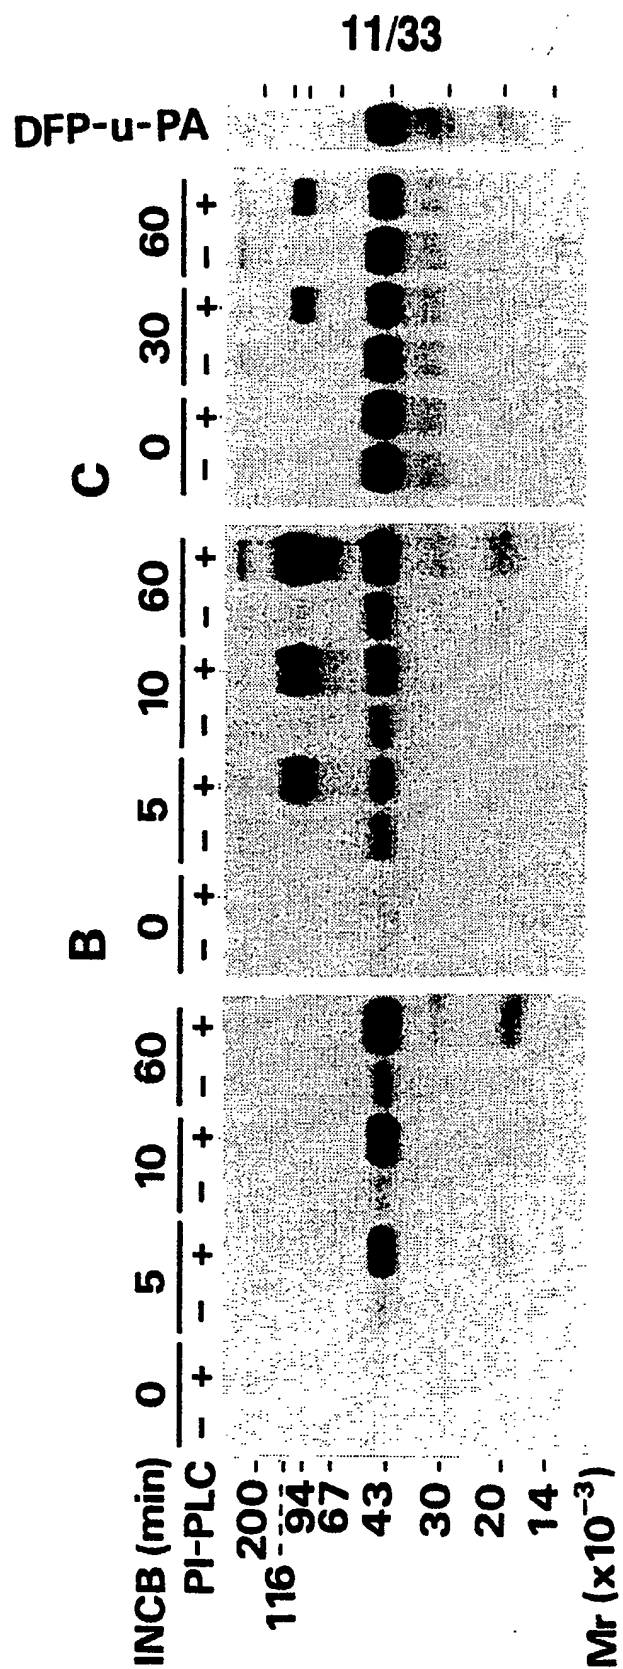 11/33
B
C
INCB (min) 0 5 10 60 0 5 10 60 0 30 60 DFP-u-PA
PI-PLC - + - + - + - + - + - + - + - + - + - + - +
200-
116-
94-
67-
43-
30-
20-
14-
Mr (x10⁻³)